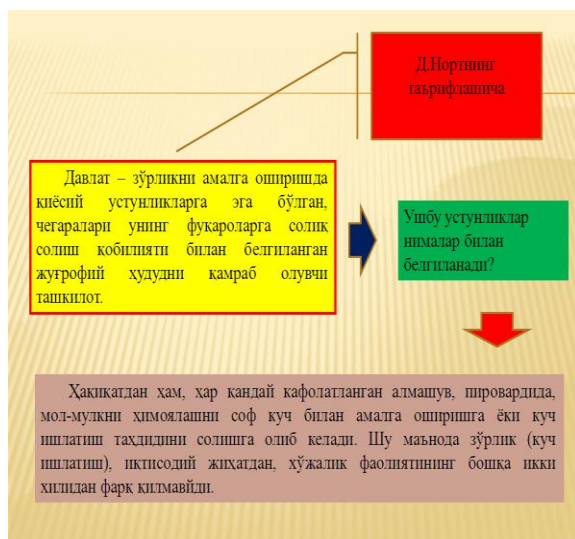 Д.Нортнинг
таърифлашича
Давлат – зўрликни амалга оширишда
қиёсий устунликларга эга бўлган,
чегаралари унинг фуқароларга солиқ
солиш қобилияти билан белгиланган
жуғрофий ҳудудни қамраб олувчи
ташкилот.
Ушбу устунликлар
нималар билан
белгиланади?
Ҳақиқатдан ҳам, ҳар қандай кафолатланган алмашув, пировардида,
мол-мулкни ҳимоялашни соф куч билан амалга оширишга ёки куч
ишлатиш таҳдидини солишга олиб келади. Шу маънода зўрлик (куч
ишлатиш), иқтисодий жиҳатдан, хўжалик фаолиятининг бошқа икки
хилидан фарқ қилмавйди.